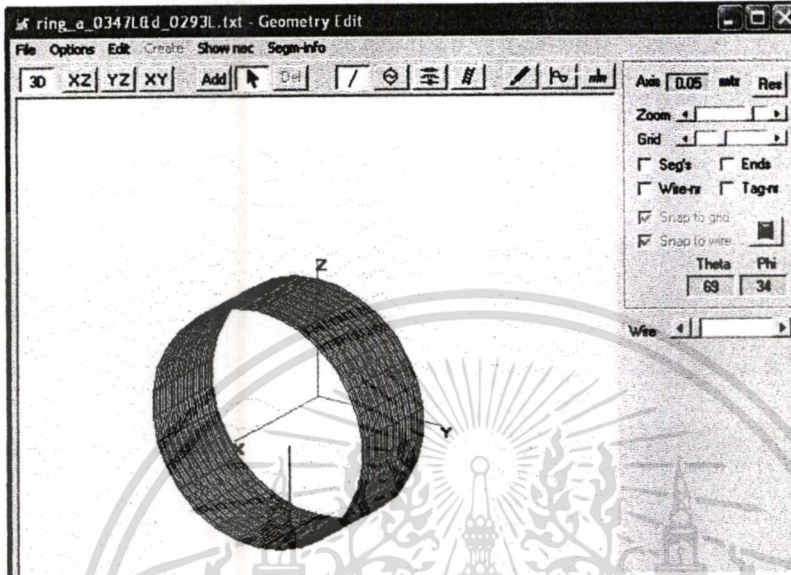 ring_a_0347L&d_0293L.txt - Geometry Edit
File Options Edit Create Show nec Segm-info
3D XZ YZ XY Add Del
Axis 0.05 mtr Res
Zoom
Grid
Seg's Ends
Wire-nr Tag-nr
Snap to grid
Snap to wire
Theta Phi
69 34
Wire
Z
X
Y